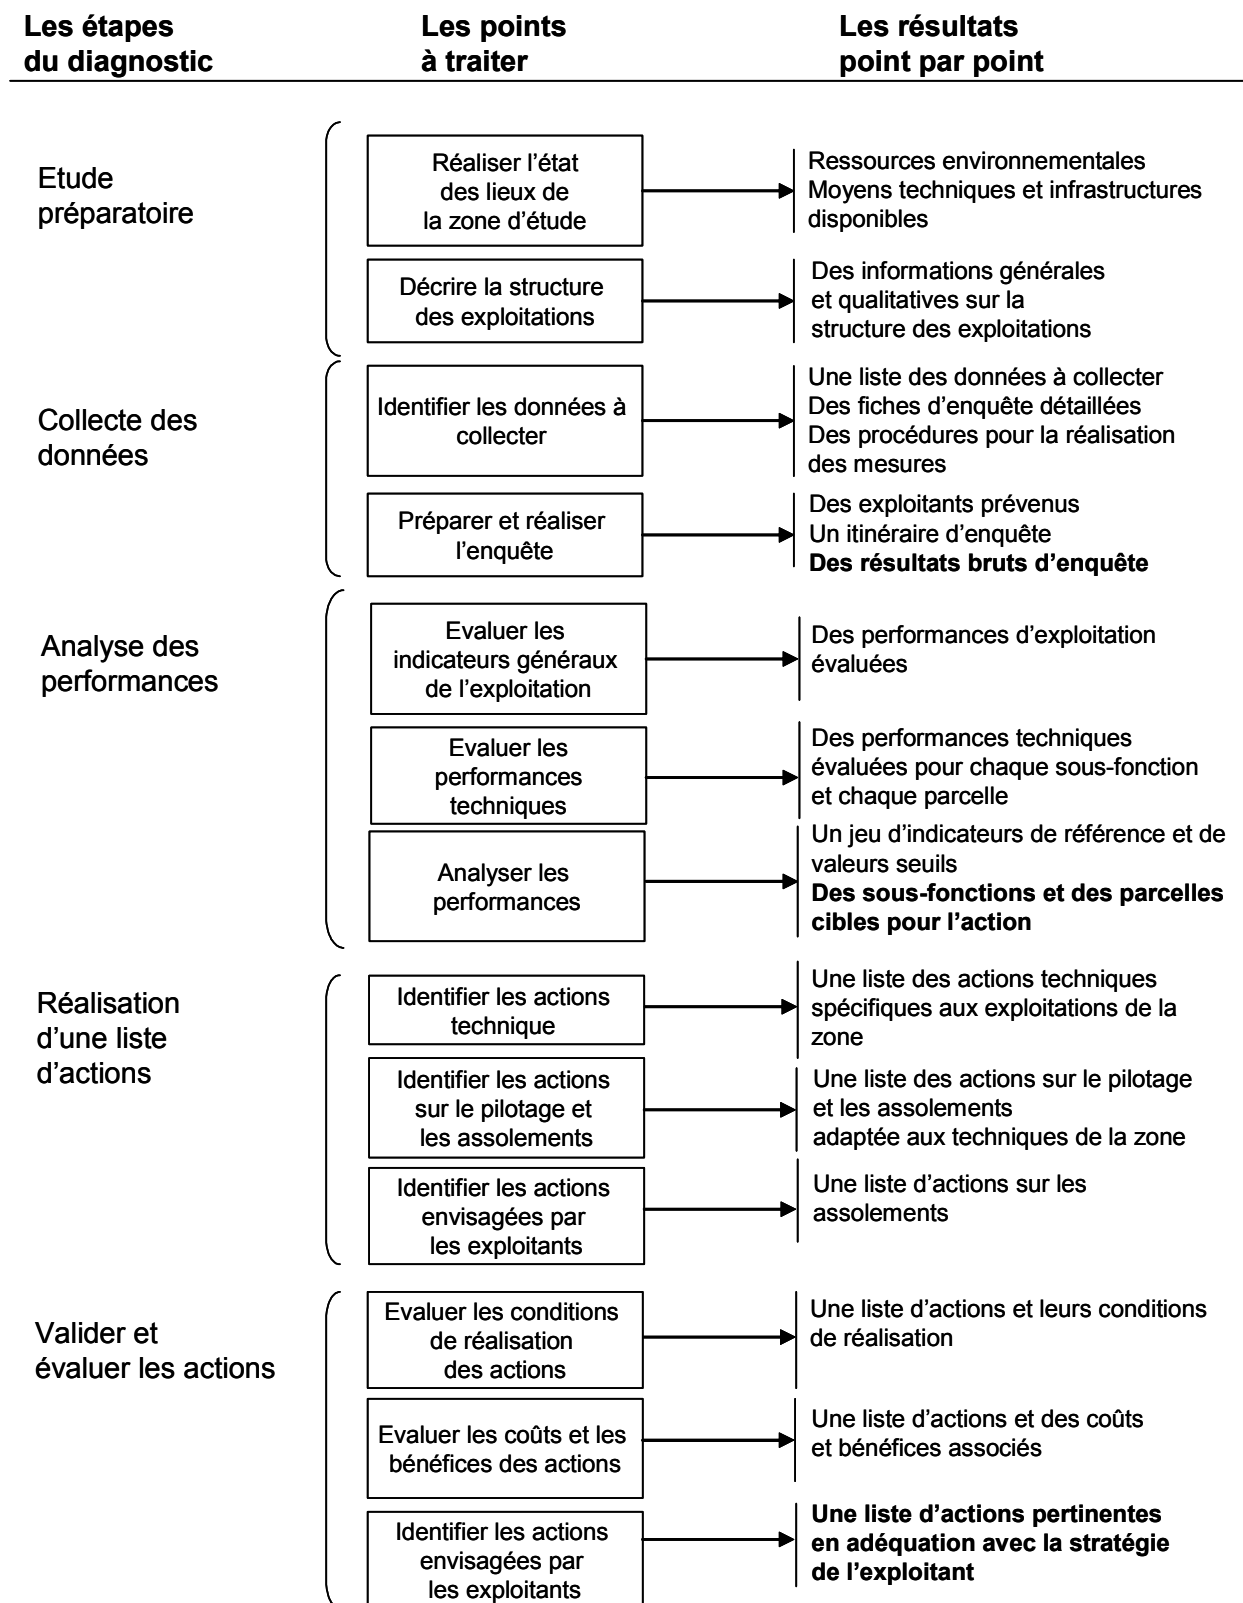 Les étapes
du diagnostic
Les points
à traiter
Les résultats
point par point
Etude
préparatoire
Réaliser l’état
des lieux de
la zone d’étude
Ressources environnementales
Moyens techniques et infrastructures
disponibles
Décrire la structure
des exploitations
Des informations générales
et qualitatives sur la
structure des exploitations
Collecte des
données
Identifier les données à
collecter
Une liste des données à collecter
Des fiches d’enquête détaillées
Des procédures pour la réalisation
des mesures
Préparer et réaliser
l’enquête
Des exploitants prévenus
Un itinéraire d’enquête
Des résultats bruts d’enquête
Analyse des
performances
Evaluer les
indicateurs généraux
de l’exploitation
Des performances d’exploitation
évaluées
Evaluer les
performances
techniques
Des performances techniques
évaluées pour chaque sous-fonction
et chaque parcelle
Analyser les
performances
Un jeu d’indicateurs de référence et de
valeurs seuils
Des sous-fonctions et des parcelles
cibles pour l’action
Réalisation
d’une liste
d’actions
Identifier les actions
technique
Une liste des actions techniques
spécifiques aux exploitations de la
zone
Identifier les actions
sur le pilotage et
les assolements
Une liste des actions sur le pilotage
et les assolements
adaptée aux techniques de la zone
Identifier les actions
envisagées par
les exploitants
Une liste d’actions sur les
assolements
Valider et
évaluer les actions
Evaluer les conditions
de réalisation
des actions
Une liste d’actions et leurs conditions
de réalisation
Evaluer les coûts et les
bénéfices des actions
Une liste d’actions et des coûts
et bénéfices associés
Identifier les actions
envisagées par
les exploitants
Une liste d’actions pertinentes
en adéquation avec la stratégie
de l’exploitant